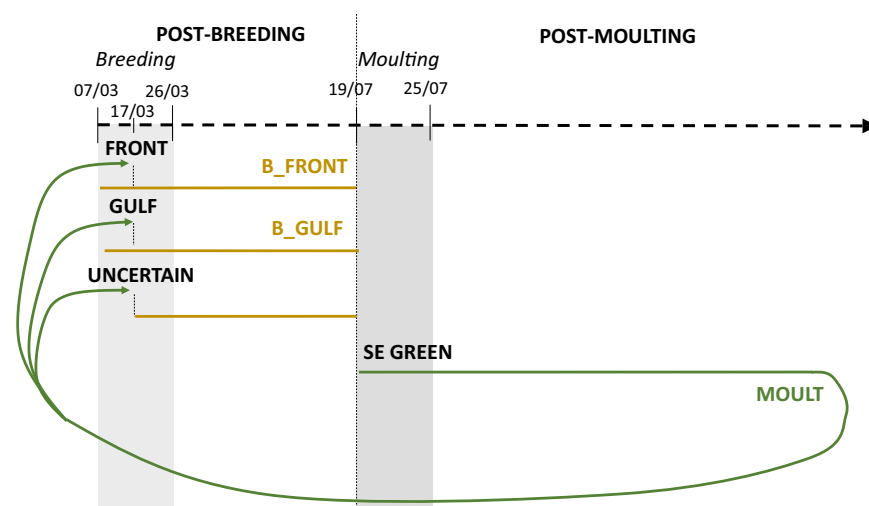 POST-BREEDING
POST-MOULTING
Breeding
Moulting
07/03
26/03
19/07
25/07
17/03
FRONT
B_FRONT
GULF
B_GULF
UNCERTAIN
SE GREEN
MOULT